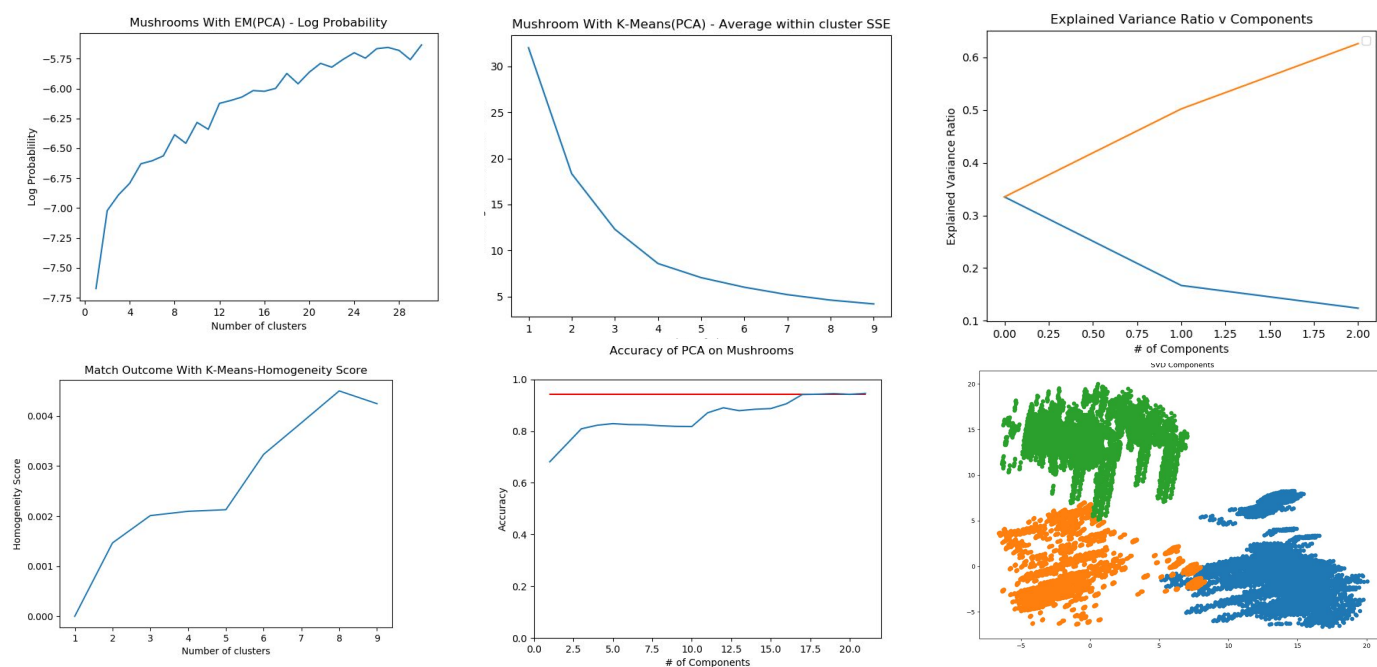 Mushrooms With EM(PCA) - Log Probability
Log Probablility
−5.75
−6.00
−6.25
−6.50
−6.75
−7.00
−7.25
−7.50
−7.75
0 4 8 12 16 20 24 28
Number of clusters
Mushroom With K-Means(PCA) - Average within cluster SSE
30
25
20
15
10
5
1 2 3 4 5 6 7 8 9
Explained Variance Ratio v Components
Explained Variance Ratio
0.6
0.5
0.4
0.3
0.2
0.1
0.00 0.25 0.50 0.75 1.00 1.25 1.50 1.75 2.00
# of Components
Match Outcome With K-Means-Homogeneity Score
Homogeneity Score
0.004
0.003
0.002
0.001
0.000
1 2 3 4 5 6 7 8 9
Number of clusters
Accuracy of PCA on Mushrooms
Accuracy
1.0
0.8
0.6
0.4
0.2
0.0
2.5 5.0 7.5 10.0 12.5 15.0 17.5 20.0
# of Components
SVD Components
20
15
10
5
0
−5
−5 0 5 10 15 20